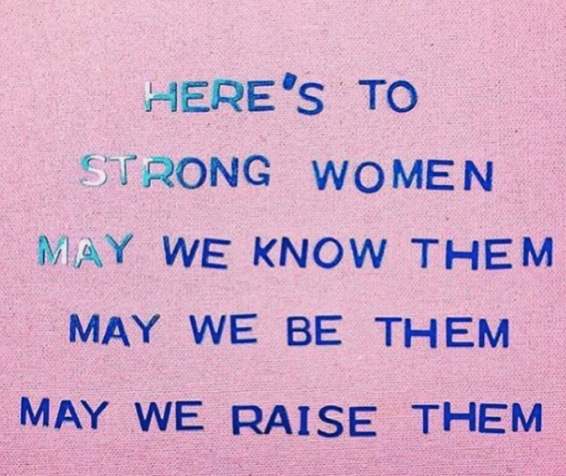 HERE'S TO
STRONG WOMEN
MAY WE KNOW THEM
MAY WE BE THEM
MAY WE RAISE THEM